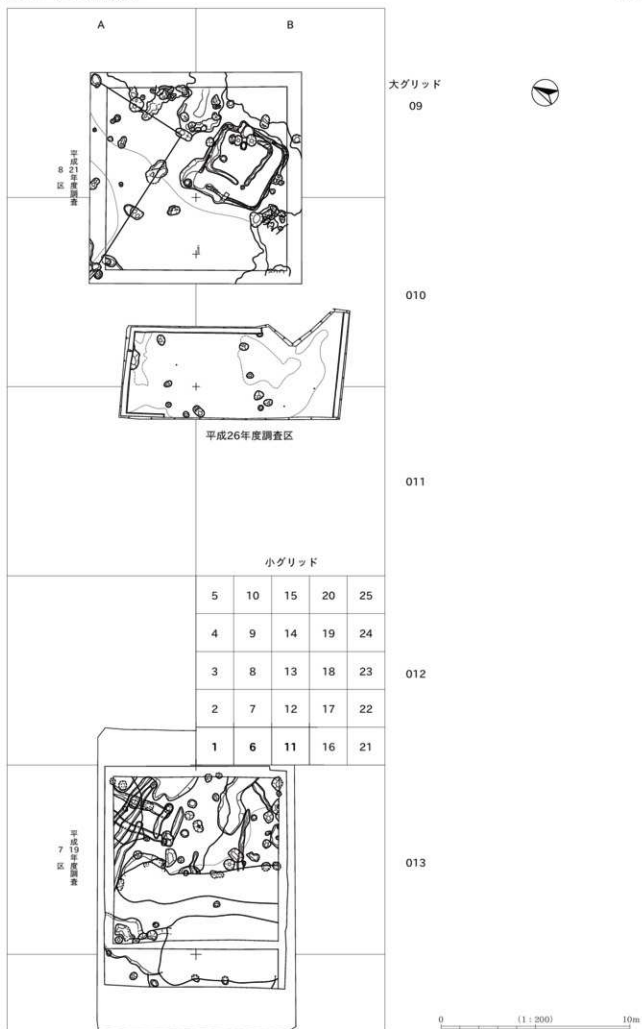 A
B
大グリッド
09
平成21年度調査
8区
010
平成26年度調査区
011
小グリッド
5 10 15 20 25
4 9 14 19 24
3 8 13 18 23
2 7 12 17 22
1 6 11 16 21
012
平成19年度調査
7区
013
0 (1:200) 10m